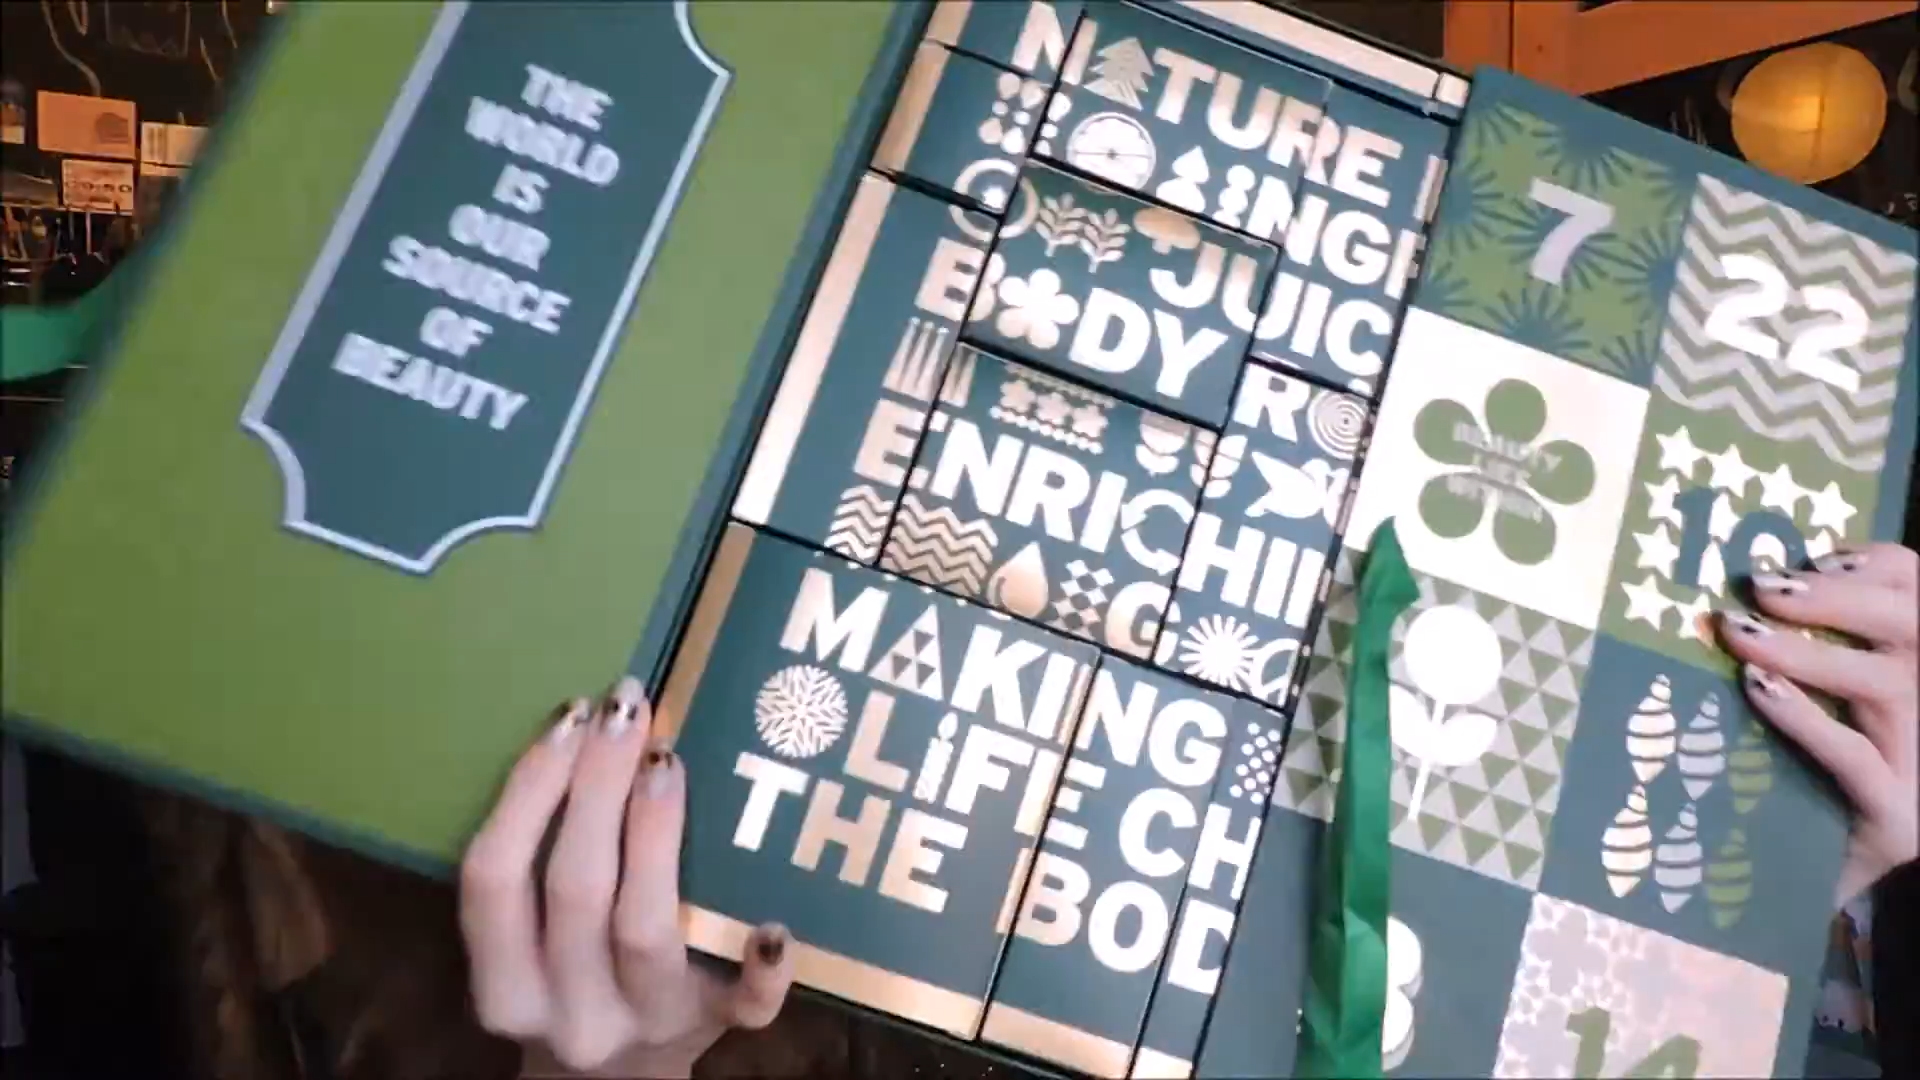 THE
WORLD
IS
OUR
SOURCE
OF
BEAUTY
NATURE
JUIC
BODY
ENRICHI
G
MAKING
LIFE CH
THE BOD
7
22
10
14